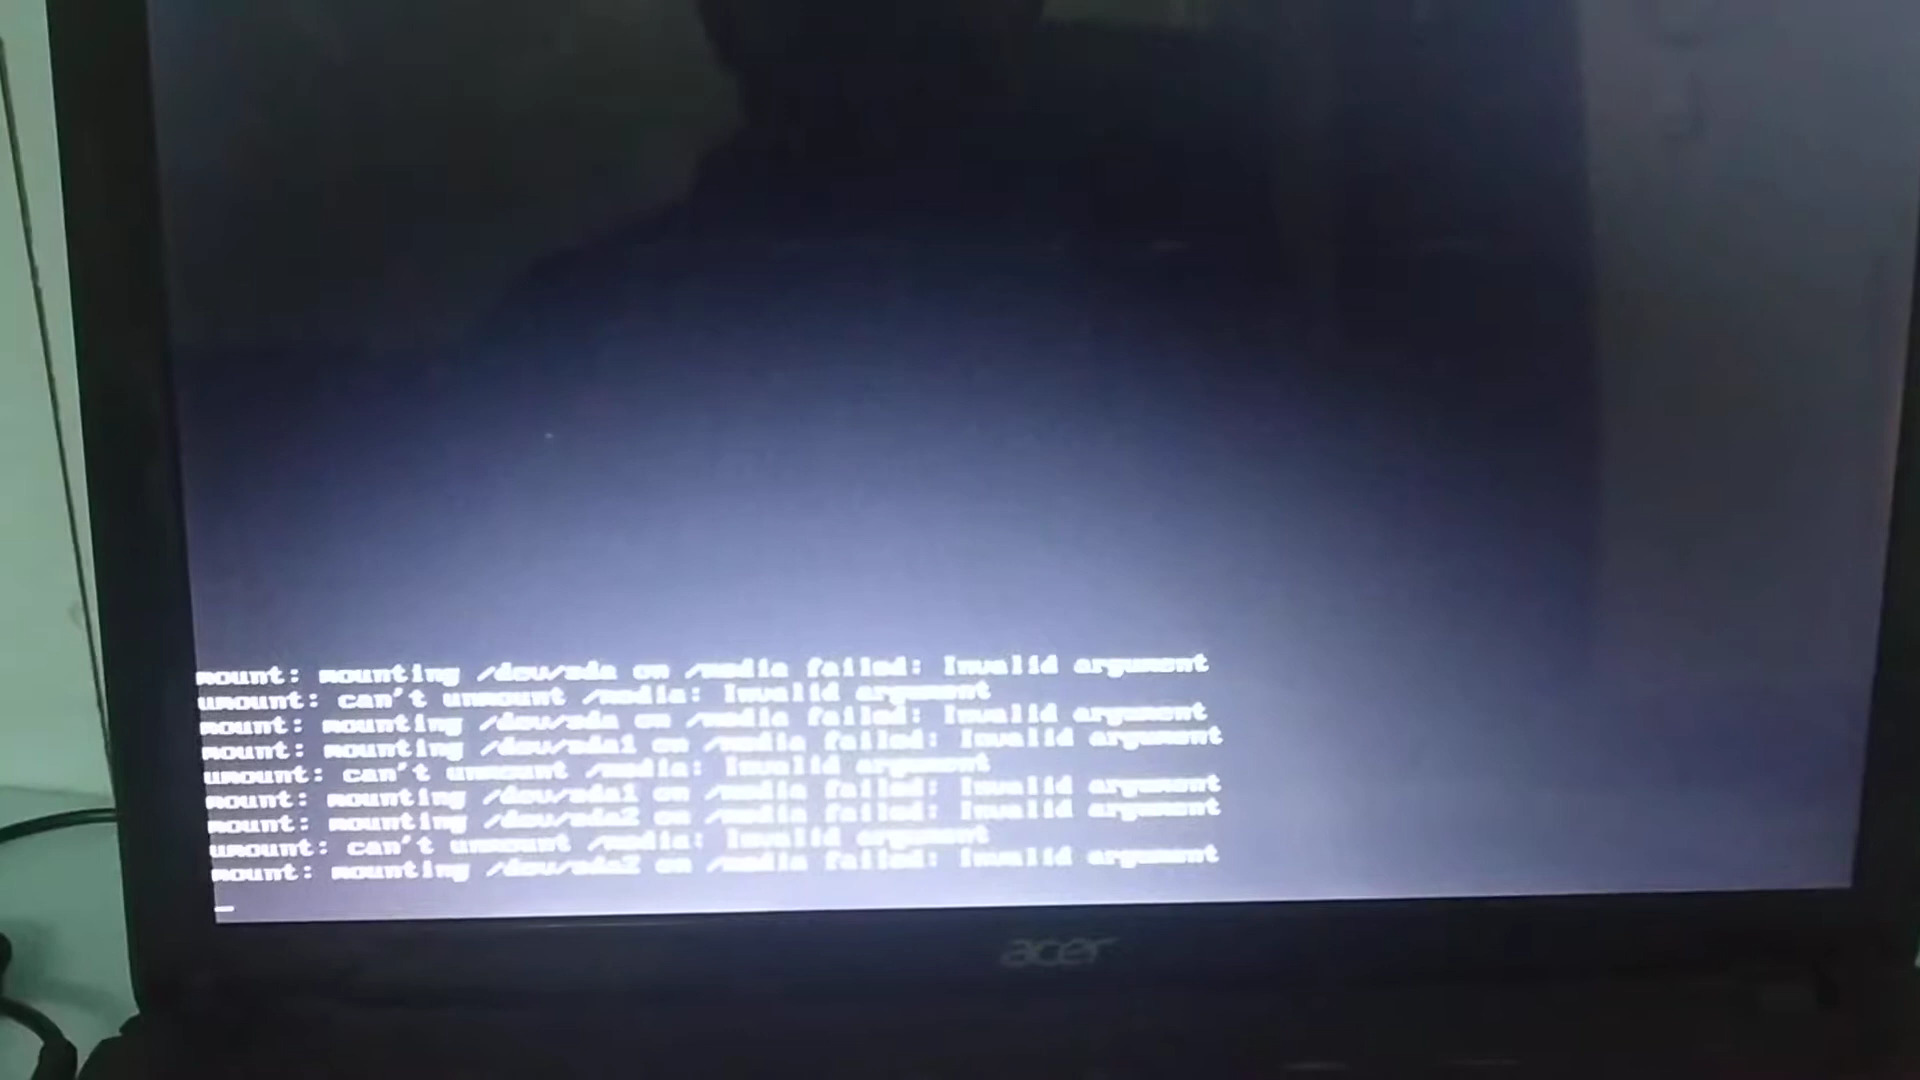 mount: mounting /dev/sda on /media failed: Invalid argument
umount: can't unmount /media: Invalid argument
mount: mounting /dev/sda on /media failed: Invalid argument
mount: mounting /dev/sda1 on /media failed: Invalid argument
umount: can't unmount /media: Invalid argument
mount: mounting /dev/sda1 on /media failed: Invalid argument
mount: mounting /dev/sda2 on /media failed: Invalid argument
umount: can't unmount /media: Invalid argument
mount: mounting /dev/sda2 on /media failed: Invalid argument
_
acer